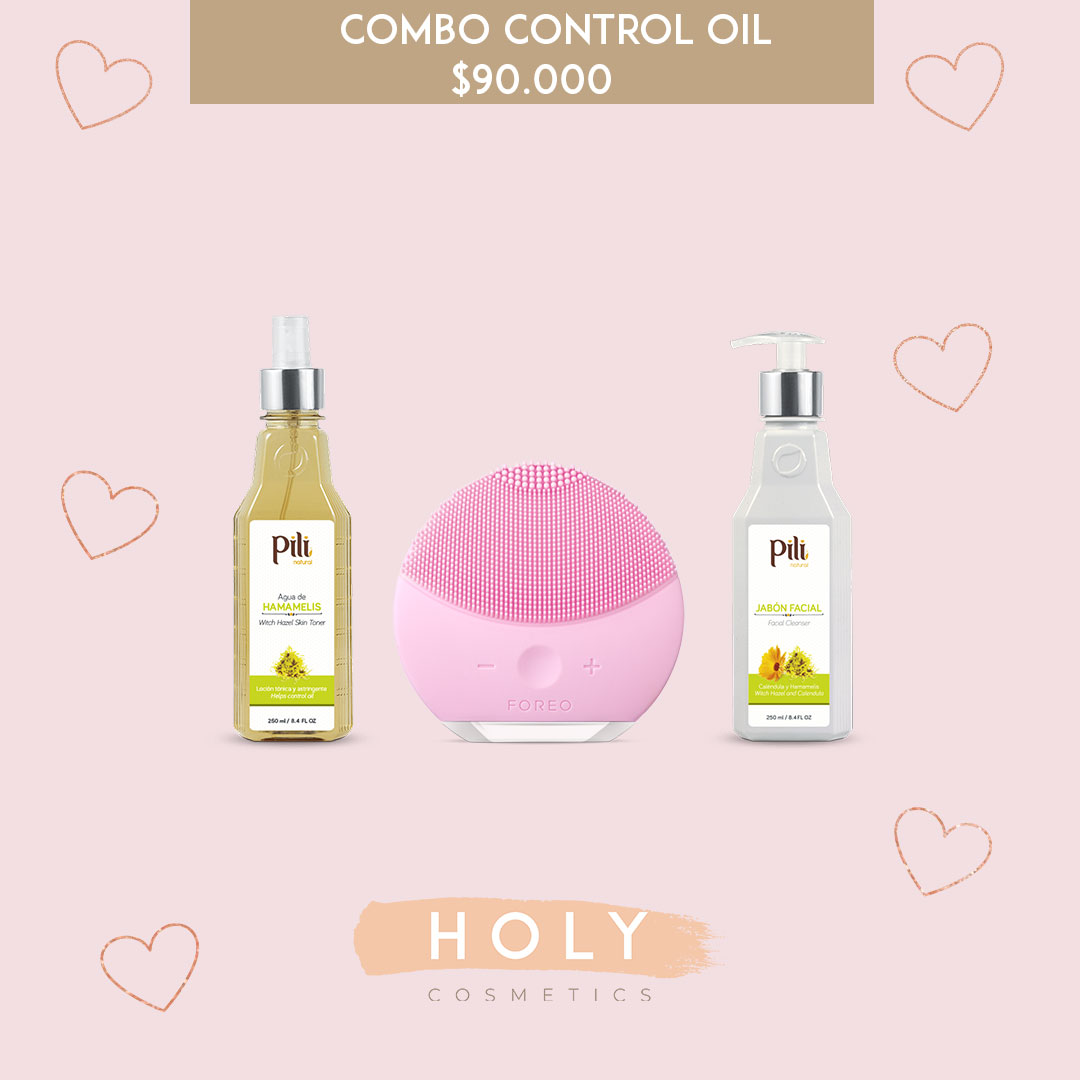 COMBO CONTROL OIL
$90.000
Pili
natural
Agua de
HAMAMELIS
Witch Hazel Skin Toner
Loción tónica y astringente
Helps control oil
250 ml / 8.4 FL OZ
FOREO
Pili
natural
JABÓN FACIAL
Facial Cleanser
Caléndula y Hamamelis
Witch Hazel and Calendula
250 ml / 8.4 FL OZ
HOLY
COSMETICS